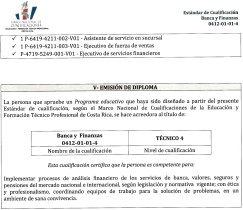 Estándar de Cualificación
Banca y Finanzas
0412-01-01-4
✓ 1 P-6419-4211-002-V01 - Asistente de servicio en sucursal
✓ 1 P-6419-4211-003-V01 - Ejecutivo de fuerza de ventas
✓ P-4719-5249-001-V01 - Ejecutivo de servicios financieros
V- EMISIÓN DE DIPLOMA
La persona que apruebe un Programa educativo que haya sido diseñado a partir del presente
Estándar de cualificación, según el Marco Nacional de Cualificaciones de la Educación y
Formación Técnico Profesional de Costa Rica, se hace acreedora al título de:
Banca y Finanzas
0412-01-01-4
TÉCNICO 4
Nombre de la cualificación
Nivel de cualificación
Esta cualificación certifica que la persona es competente para:
Implementar procesos de análisis financiero de los servicios de banca, valores, seguros y
pensiones del mercado nacional e internacional, según legislación y normativa vigente; con ética
y profesionalismo, coordinando equipos de trabajo para la solución de problemas, en un
ambiente de sana convivencia.